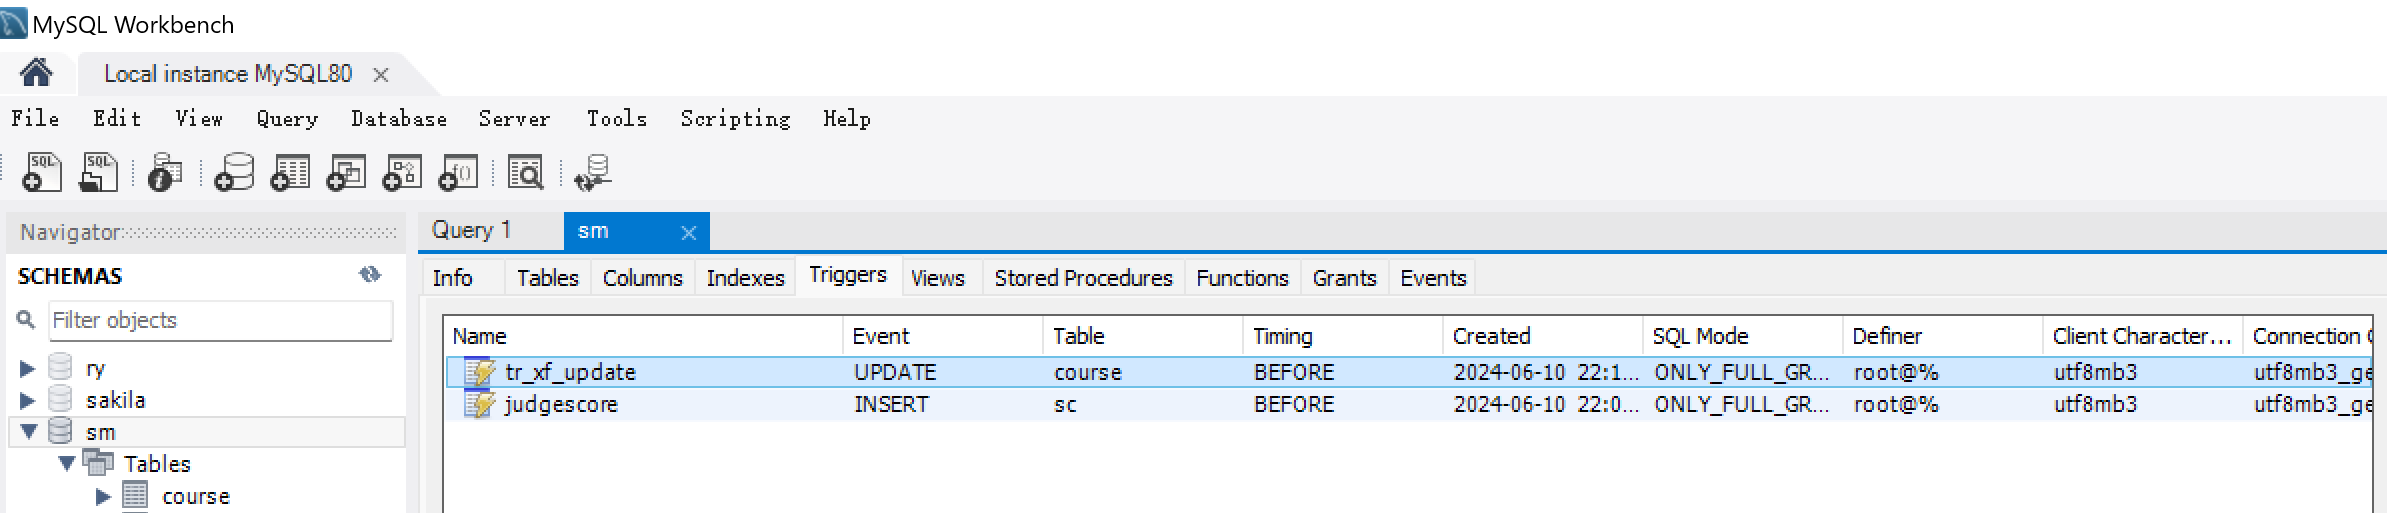 MySQL Workbench
Local instance MySQL80
File Edit View Query Database Server Tools Scripting Help
Navigator
Query 1 sm
SCHEMAS
Info Tables Columns Indexes Triggers Views Stored Procedures Functions Grants Events
Filter objects
Name Event Table Timing Created SQL Mode Definer Client Character... Connection C
tr_xf_update UPDATE course BEFORE 2024-06-10 22:1... ONLY_FULL_GR... root@% utf8mb3 utf8mb3_ge
judgescore INSERT sc BEFORE 2024-06-10 22:0... ONLY_FULL_GR... root@% utf8mb3 utf8mb3_ge
ry
sakila
sm
Tables
course